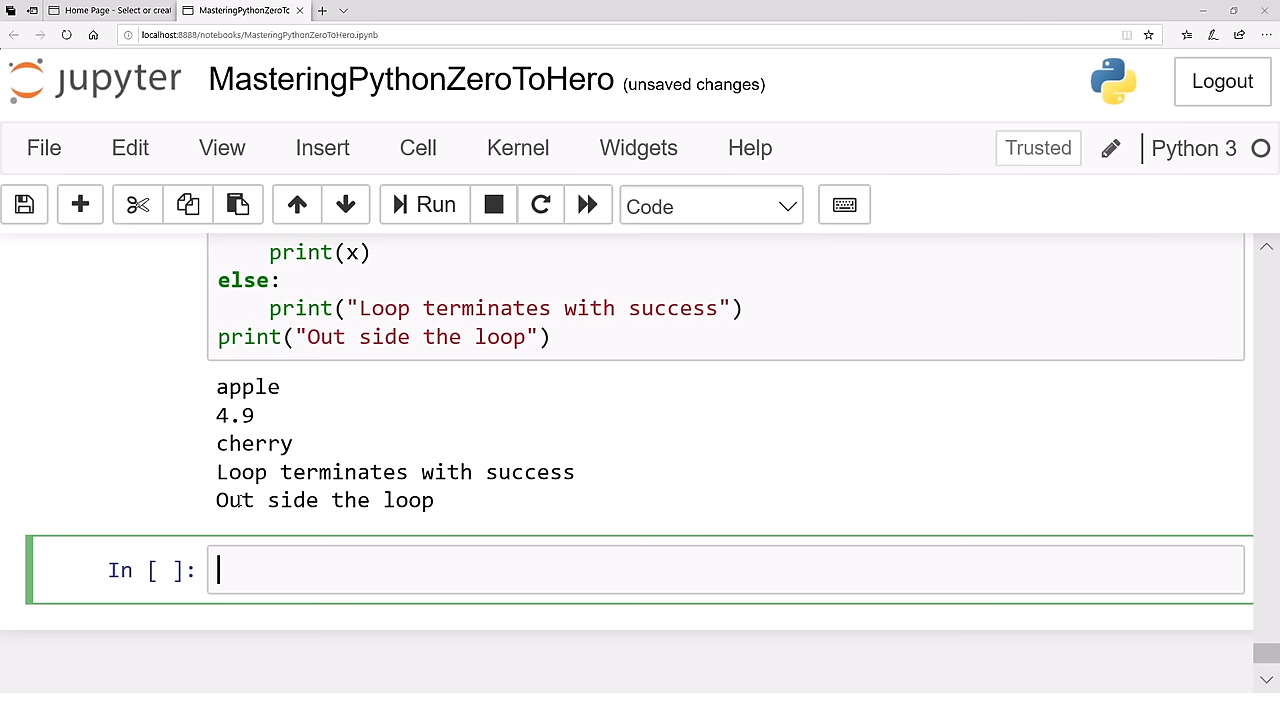 Home Page - Select or creat
MasteringPythonZeroTo
localhost:8888/notebooks/MasteringPythonZeroToHero.ipynb
jupyter MasteringPythonZeroToHero (unsaved changes) Logout
File Edit View Insert Cell Kernel Widgets Help Trusted Python 3
Run Code
print(x)
else:
print("Loop terminates with success")
print("Out side the loop")
apple
4.9
cherry
Loop terminates with success
Out side the loop
In [ ]: